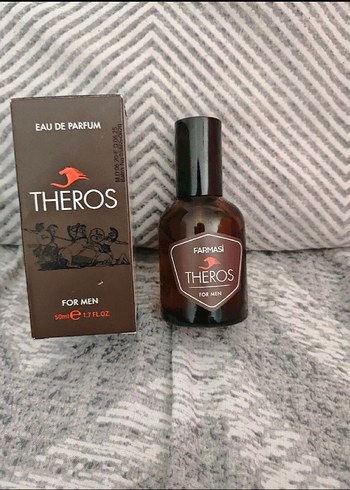 EAU DE PARFUM
THEROS
FOR MEN
50ml e 1.7 FL.OZ.
FARMASİ
THEROS
FOR MEN